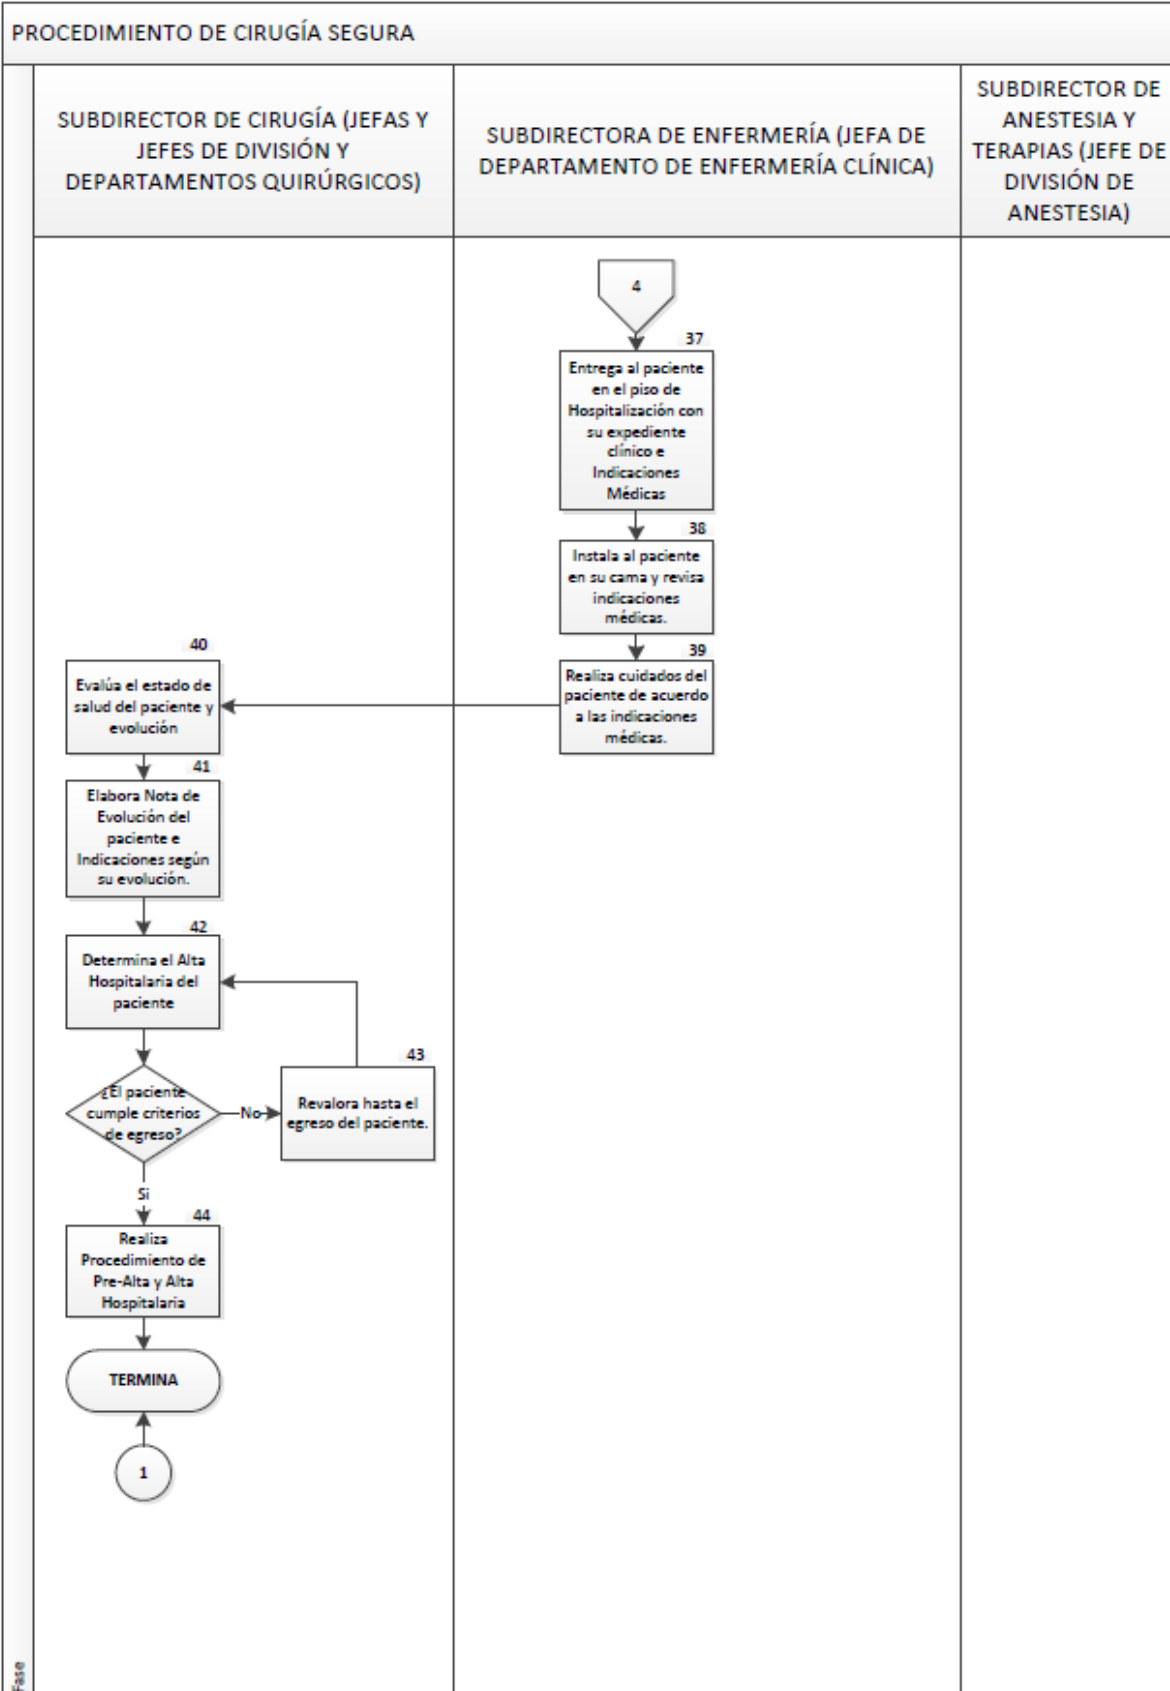 PROCEDIMIENTO DE CIRUGÍA SEGURA
SUBDIRECTOR DE CIRUGÍA (JEFAS Y
JEFES DE DIVISIÓN Y
DEPARTAMENTOS QUIRÚRGICOS)
SUBDIRECTORA DE ENFERMERÍA (JEFA DE
DEPARTAMENTO DE ENFERMERÍA CLÍNICA)
SUBDIRECTOR DE
ANESTESIA Y
TERAPIAS (JEFE DE
DIVISIÓN DE
ANESTESIA)
4
37
Entrega al paciente
en el piso de
Hospitalización con
su expediente
clínico e
Indicaciones
Médicas
38
Instala al paciente
en su cama y revisa
indicaciones
médicas.
39
Realiza cuidados del
paciente de acuerdo
a las indicaciones
médicas.
40
Evalúa el estado de
salud del paciente y
evolución
41
Elabora Nota de
Evolución del
paciente e
Indicaciones según
su evolución.
42
Determina el Alta
Hospitalaria del
paciente
¿El paciente
cumple criterios
de egreso?
No
43
Revalora hasta el
egreso del paciente.
Si
44
Realiza
Procedimiento de
Pre-Alta y Alta
Hospitalaria
TERMINA
1
Fase